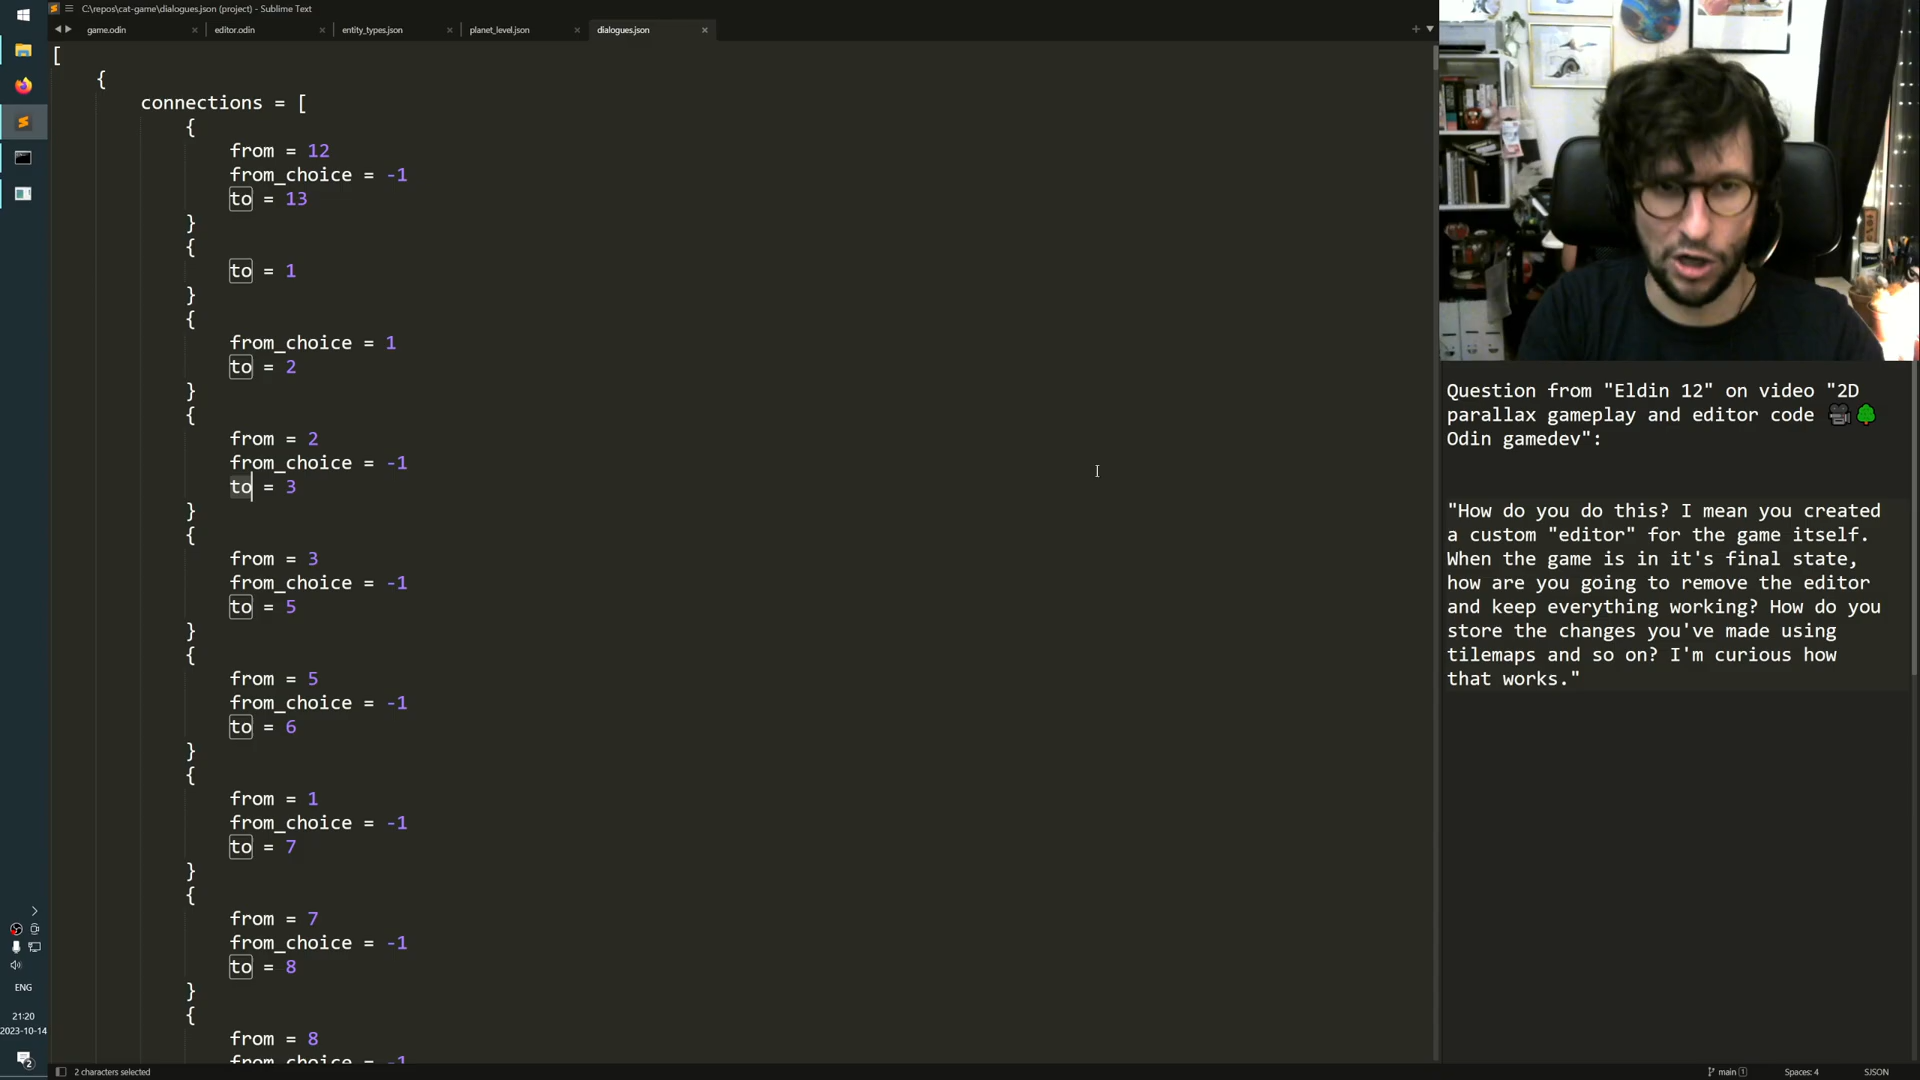 C:\repos\cat-game\dialogues.json (project) - Sublime Text
game.odin
editor.odin
entity_types.json
planet_level.json
dialogues.json
[
{
connections = [
{
from = 12
from_choice = -1
to = 13
}
{
to = 1
}
{
from_choice = 1
to = 2
}
{
from = 2
from_choice = -1
to = 3
}
{
from = 3
from_choice = -1
to = 5
}
{
from = 5
from_choice = -1
to = 6
}
{
from = 1
from_choice = -1
to = 7
}
{
from = 7
from_choice = -1
to = 8
}
{
from = 8
from_choice = -1
Question from "Eldin 12" on video "2D
parallax gameplay and editor code 🎥🌳
Odin gamedev":
"How do you do this? I mean you created
a custom "editor" for the game itself.
When the game is in it's final state,
how are you going to remove the editor
and keep everything working? How do you
store the changes you've made using
tilemaps and so on? I'm curious how
that works."
ENG
21:20
2023-10-14
2
2 characters selected
main 1
Spaces: 4
SJSON